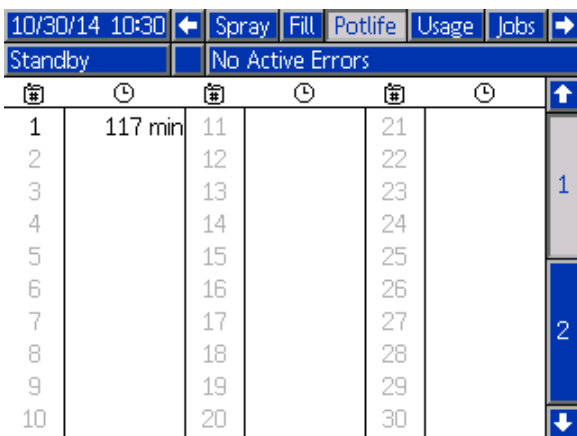 10/30/14 10:30 Spray Fill Potlife Usage Jobs
Standby No Active Errors
# # #
1 117 min 11 21
2 12 22
3 13 23 1
4 14 24
5 15 25
6 16 26
7 17 27 2
8 18 28
9 19 29
10 20 30